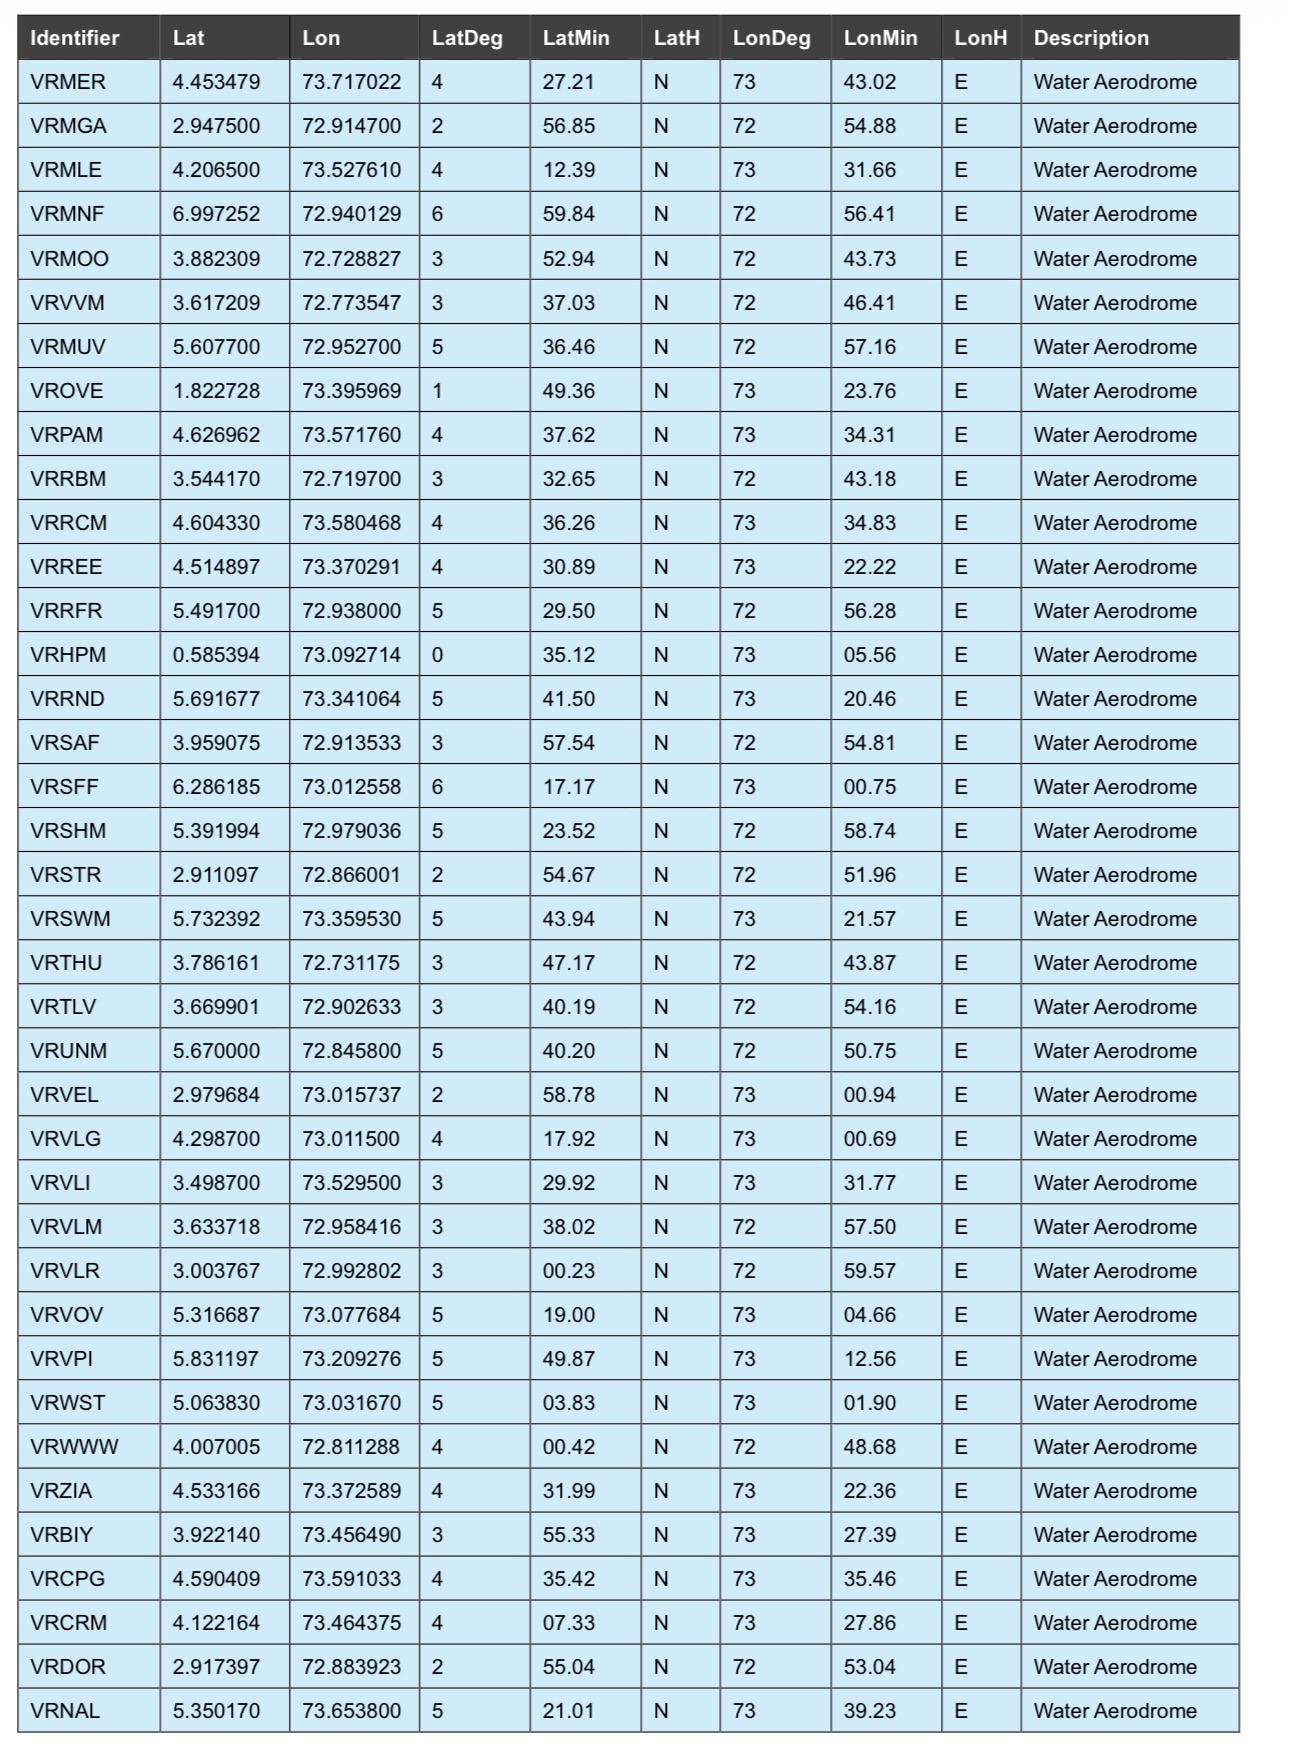 Identifier Lat Lon LatDeg LatMin LatH LonDeg LonMin LonH Description
VRMER 4.453479 73.717022 4 27.21 N 73 43.02 E Water Aerodrome
VRMGA 2.947500 72.914700 2 56.85 N 72 54.88 E Water Aerodrome
VRMLE 4.206500 73.527610 4 12.39 N 73 31.66 E Water Aerodrome
VRMNF 6.997252 72.940129 6 59.84 N 72 56.41 E Water Aerodrome
VRMOO 3.882309 72.728827 3 52.94 N 72 43.73 E Water Aerodrome
VRVVM 3.617209 72.773547 3 37.03 N 72 46.41 E Water Aerodrome
VRMUV 5.607700 72.952700 5 36.46 N 72 57.16 E Water Aerodrome
VROVE 1.822728 73.395969 1 49.36 N 73 23.76 E Water Aerodrome
VRPAM 4.626962 73.571760 4 37.62 N 73 34.31 E Water Aerodrome
VRRBM 3.544170 72.719700 3 32.65 N 72 43.18 E Water Aerodrome
VRRCM 4.604330 73.580468 4 36.26 N 73 34.83 E Water Aerodrome
VRREE 4.514897 73.370291 4 30.89 N 73 22.22 E Water Aerodrome
VRRFR 5.491700 72.938000 5 29.50 N 72 56.28 E Water Aerodrome
VRHPM 0.585394 73.092714 0 35.12 N 73 05.56 E Water Aerodrome
VRRND 5.691677 73.341064 5 41.50 N 73 20.46 E Water Aerodrome
VRSAF 3.959075 72.913533 3 57.54 N 72 54.81 E Water Aerodrome
VRSFF 6.286185 73.012558 6 17.17 N 73 00.75 E Water Aerodrome
VRSHM 5.391994 72.979036 5 23.52 N 72 58.74 E Water Aerodrome
VRSTR 2.911097 72.866001 2 54.67 N 72 51.96 E Water Aerodrome
VRSWM 5.732392 73.359530 5 43.94 N 73 21.57 E Water Aerodrome
VRTHU 3.786161 72.731175 3 47.17 N 72 43.87 E Water Aerodrome
VRTLV 3.669901 72.902633 3 40.19 N 72 54.16 E Water Aerodrome
VRUNM 5.670000 72.845800 5 40.20 N 72 50.75 E Water Aerodrome
VRVEL 2.979684 73.015737 2 58.78 N 73 00.94 E Water Aerodrome
VRVLG 4.298700 73.011500 4 17.92 N 73 00.69 E Water Aerodrome
VRVLI 3.498700 73.529500 3 29.92 N 73 31.77 E Water Aerodrome
VRVLM 3.633718 72.958416 3 38.02 N 72 57.50 E Water Aerodrome
VRVLR 3.003767 72.992802 3 00.23 N 72 59.57 E Water Aerodrome
VRVOV 5.316687 73.077684 5 19.00 N 73 04.66 E Water Aerodrome
VRVPI 5.831197 73.209276 5 49.87 N 73 12.56 E Water Aerodrome
VRWST 5.063830 73.031670 5 03.83 N 73 01.90 E Water Aerodrome
VRWWW 4.007005 72.811288 4 00.42 N 72 48.68 E Water Aerodrome
VRZIA 4.533166 73.372589 4 31.99 N 73 22.36 E Water Aerodrome
VRBIY 3.922140 73.456490 3 55.33 N 73 27.39 E Water Aerodrome
VRCPG 4.590409 73.591033 4 35.42 N 73 35.46 E Water Aerodrome
VRCRM 4.122164 73.464375 4 07.33 N 73 27.86 E Water Aerodrome
VRDOR 2.917397 72.883923 2 55.04 N 72 53.04 E Water Aerodrome
VRNAL 5.350170 73.653800 5 21.01 N 73 39.23 E Water Aerodrome